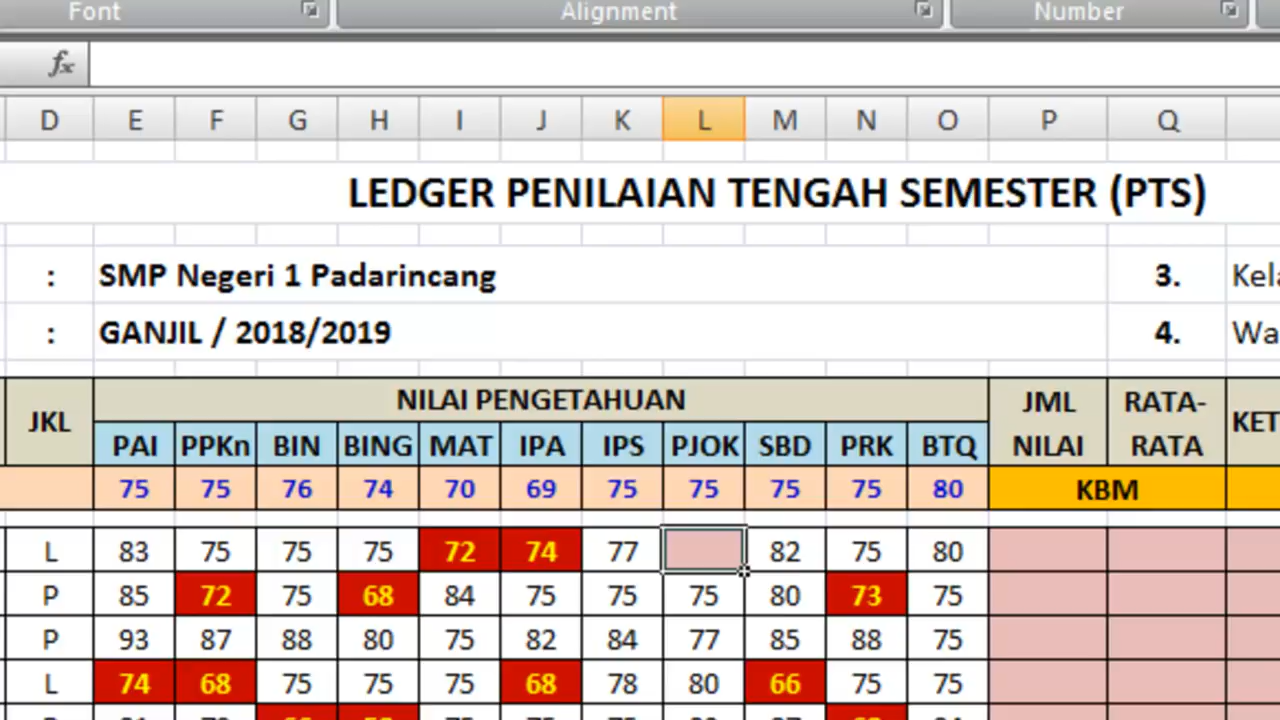 Font Alignment Number
fx
D E F G H I J K L M N O P Q
LEDGER PENILAIAN TENGAH SEMESTER (PTS)
: SMP Negeri 1 Padarincang 3.
: GANJIL / 2018/2019 4.
JKL NILAI PENGETAHUAN JML NILAI RATA-RATA
PAI PPKn BIN BING MAT IPA IPS PJOK SBD PRK BTQ
75 75 76 74 70 69 75 75 75 75 80 KBM
L 83 75 75 75 72 74 77 82 75 80
P 85 72 75 68 84 75 75 75 80 73 75
P 93 87 88 80 75 82 84 77 85 88 75
L 74 68 75 75 75 68 78 80 66 75 75